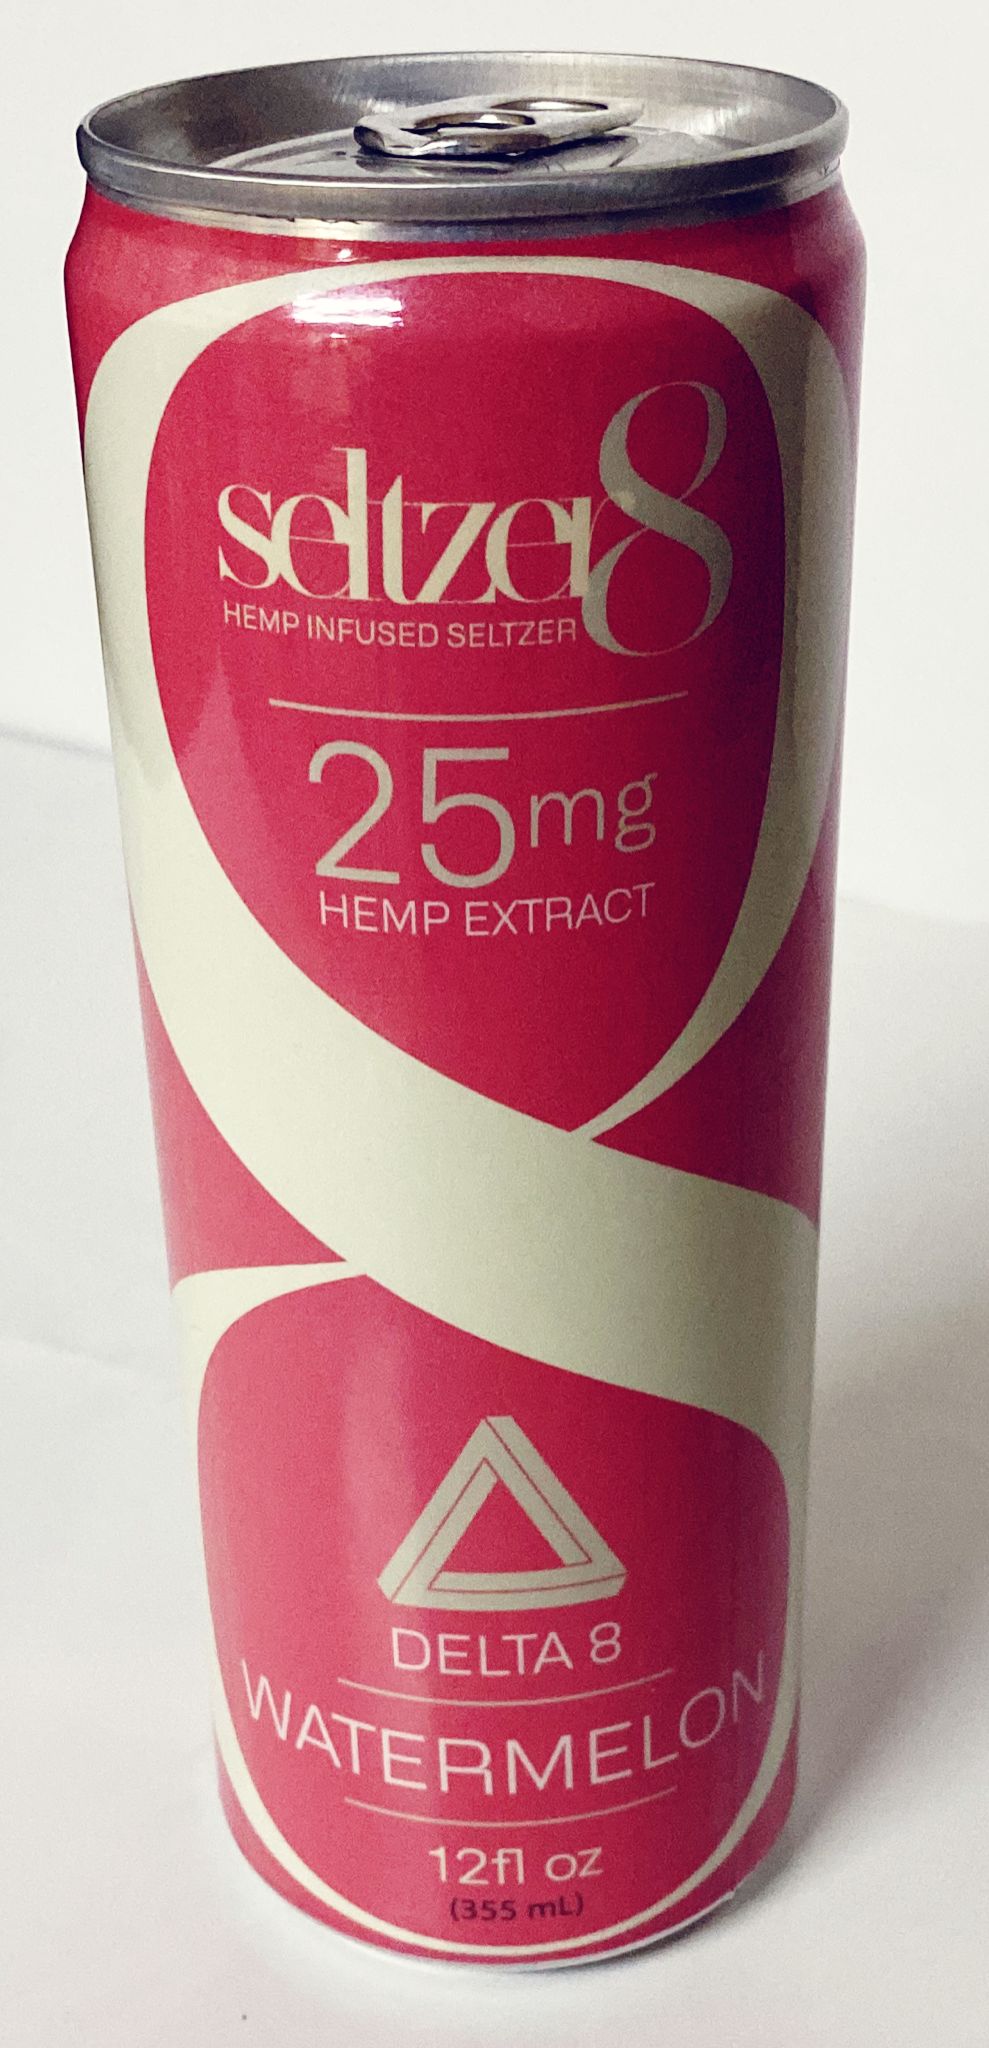 seltzer8
HEMP INFUSED SELTZER
25mg
HEMP EXTRACT
DELTA 8
WATERMELON
12fl oz
(355 mL)